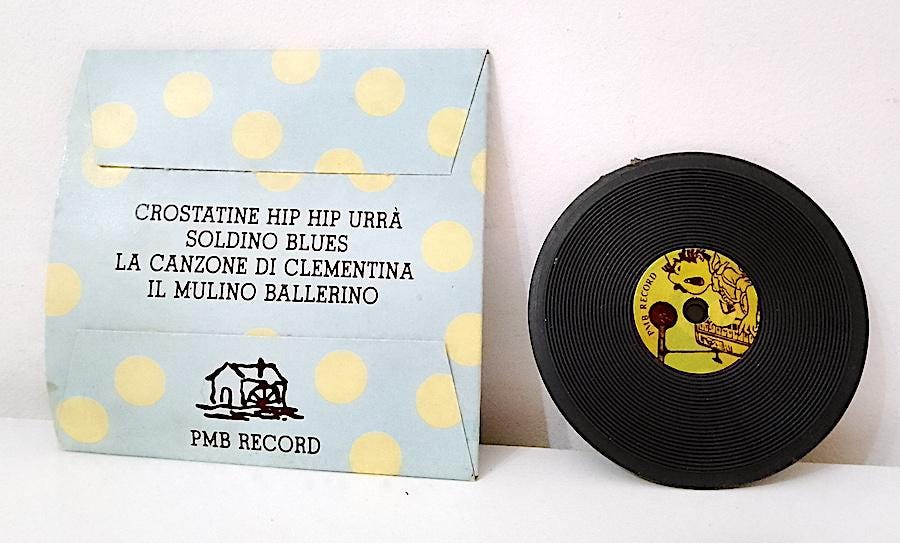 CROSTATINE HIP HIP URRÀ
SOLDINO BLUES
LA CANZONE DI CLEMENTINA
IL MULINO BALLERINO
PMB RECORD
PMB RECORD